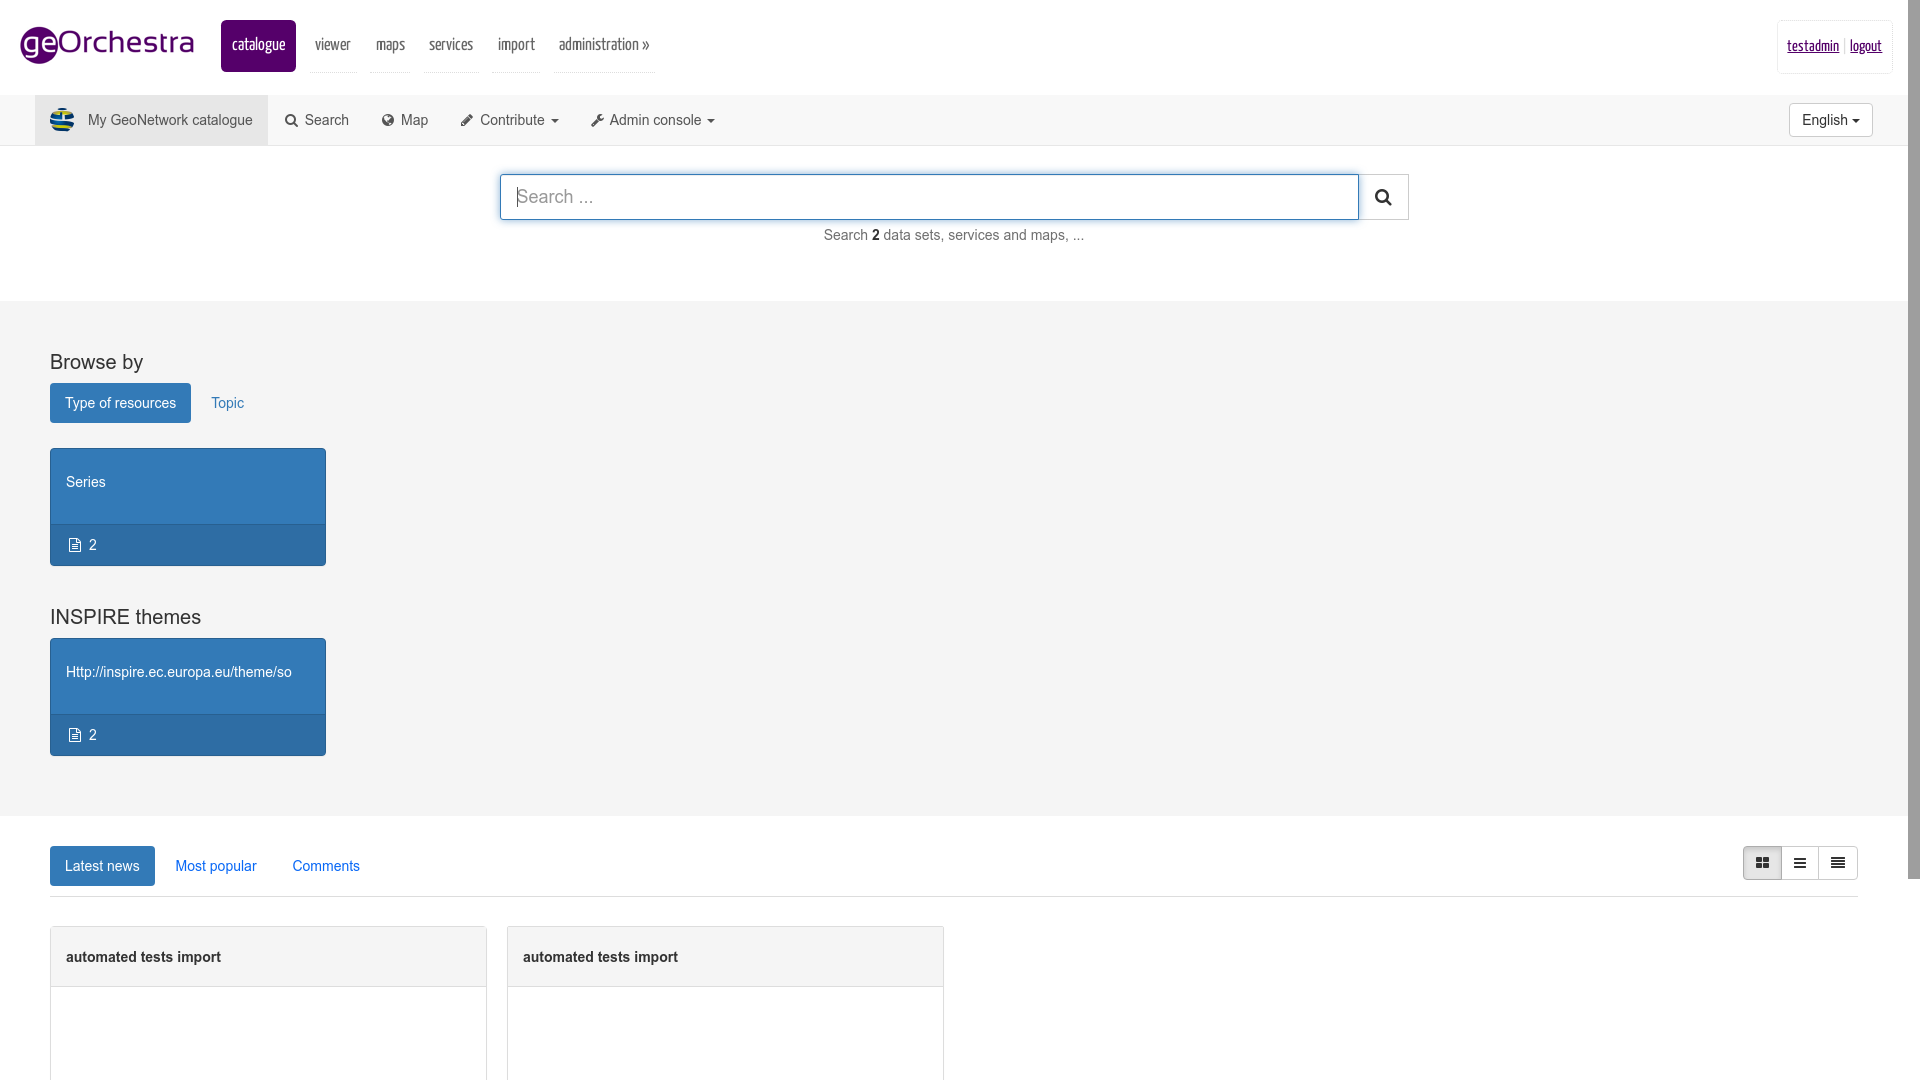 geOrchestra
catalogue
viewer
maps
services
import
administration »
testadmin | logout
My GeoNetwork catalogue
Search
Map
Contribute
Admin console
English
Search ...
Search 2 data sets, services and maps, ...
Browse by
Type of resources
Topic
Series
2
INSPIRE themes
Http://inspire.ec.europa.eu/theme/so
2
Latest news
Most popular
Comments
automated tests import
automated tests import